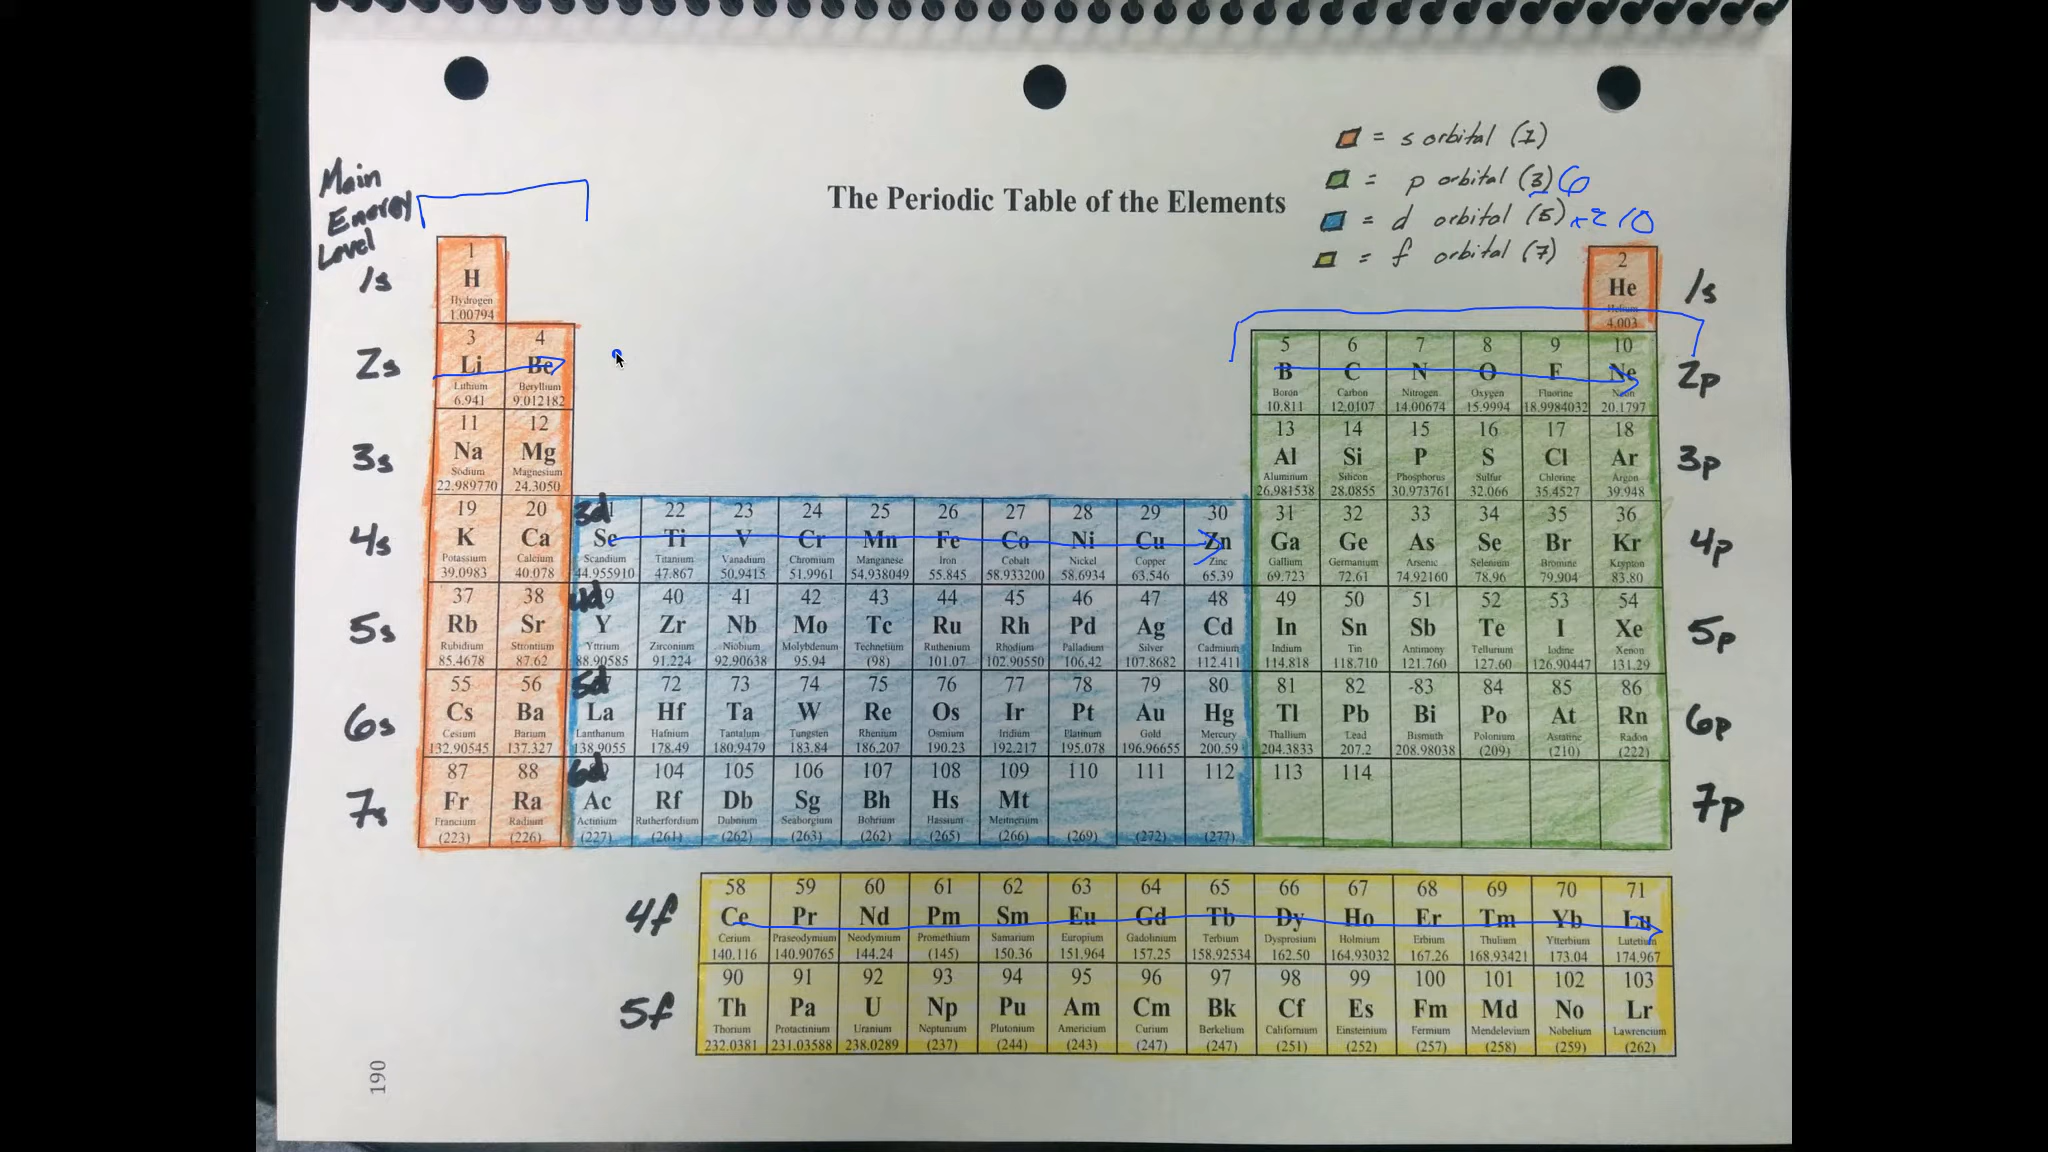 = s orbital (1)
= p orbital (3) 6
= d orbital (5) x2 10
= f orbital (7)
Main
Energy
Level
The Periodic Table of the Elements
1s 1 2 1s
H He
Hydrogen Helium
1.00794 4.003
2s 3 4 5 6 7 8 9 10 2p
Li Be B C N O F Ne
Lithium Beryllium Boron Carbon Nitrogen Oxygen Fluorine Neon
6.941 9.012182 10.811 12.0107 14.00674 15.9994 18.9984032 20.1797
3s 11 12 13 14 15 16 17 18 3p
Na Mg Al Si P S Cl Ar
Sodium Magnesium Aluminum Silicon Phosphorus Sulfur Chlorine Argon
22.989770 24.3050 26.981538 28.0855 30.973761 32.066 35.4527 39.948
4s 19 20 3d 22 23 24 25 26 27 28 29 30 31 32 33 34 35 36 4p
K Ca Sc Ti V Cr Mn Fe Co Ni Cu Zn Ga Ge As Se Br Kr
Potassium Calcium Scandium Titanium Vanadium Chromium Manganese Iron Cobalt Nickel Copper Zinc Gallium Germanium Arsenic Selenium Bromine Krypton
39.0983 40.078 44.955910 47.867 50.9415 51.9961 54.938049 55.845 58.933200 58.6934 63.546 65.39 69.723 72.61 74.92160 78.96 79.904 83.80
5s 37 38 4d 40 41 42 43 44 45 46 47 48 49 50 51 52 53 54 5p
Rb Sr Y Zr Nb Mo Tc Ru Rh Pd Ag Cd In Sn Sb Te I Xe
Rubidium Strontium Yttrium Zirconium Niobium Molybdenum Technetium Ruthenium Rhodium Palladium Silver Cadmium Indium Tin Antimony Tellurium Iodine Xenon
85.4678 87.62 88.90585 91.224 92.90638 95.94 (98) 101.07 102.90550 106.42 107.8682 112.411 114.818 118.710 121.760 127.60 126.90447 131.29
6s 55 56 5d 72 73 74 75 76 77 78 79 80 81 82 83 84 85 86 6p
Cs Ba La Hf Ta W Re Os Ir Pt Au Hg Tl Pb Bi Po At Rn
Cesium Barium Lanthanum Hafnium Tantalum Tungsten Rhenium Osmium Iridium Platinum Gold Mercury Thallium Lead Bismuth Polonium Astatine Radon
132.90545 137.327 138.9055 178.49 180.9479 183.84 186.207 190.23 192.217 195.078 196.96655 200.59 204.3833 207.2 208.98038 (209) (210) (222)
7s 87 88 6d 104 105 106 107 108 109 110 111 112 113 114 7p
Fr Ra Ac Rf Db Sg Bh Hs Mt
Francium Radium Actinium Rutherfordium Dubnium Seaborgium Bohrium Hassium Meitnerium
(223) (226) (227) (261) (262) (263) (262) (265) (266) (269) (272) (277)
4f 58 59 60 61 62 63 64 65 66 67 68 69 70 71
Ce Pr Nd Pm Sm Eu Gd Tb Dy Ho Er Tm Yb Lu
Cerium Praseodymium Neodymium Promethium Samarium Europium Gadolinium Terbium Dysprosium Holmium Erbium Thulium Ytterbium Lutetium
140.116 140.90765 144.24 (145) 150.36 151.964 157.25 158.92534 162.50 164.93032 167.26 168.93421 173.04 174.967
5f 90 91 92 93 94 95 96 97 98 99 100 101 102 103
Th Pa U Np Pu Am Cm Bk Cf Es Fm Md No Lr
Thorium Protactinium Uranium Neptunium Plutonium Americium Curium Berkelium Californium Einsteinium Fermium Mendelevium Nobelium Lawrencium
232.0381 231.03588 238.0289 (237) (244) (243) (247) (247) (251) (252) (257) (258) (259) (262)
190